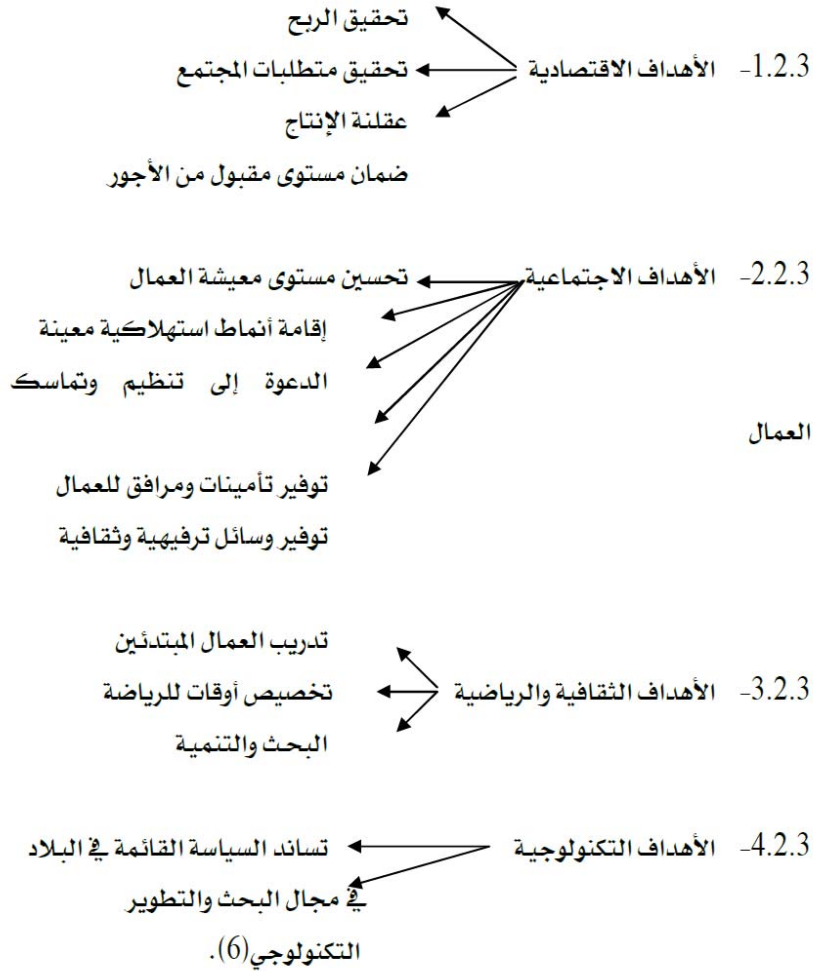 تحقيق الربح
1.2.3- الأهداف الاقتصادية تحقيق متطلبات المجتمع
عقلنة الإنتاج
ضمان مستوى مقبول من الأجور
2.2.3- الأهداف الاجتماعية تحسين مستوى معيشة العمال
إقامة أنماط استهلاكية معينة
الدعوة إلى تنظيم وتماسك
العمال
توفير تأمينات ومرافق للعمال
توفير وسائل ترفيهية وثقافية
تدريب العمال المبتدئين
3.2.3- الأهداف الثقافية والرياضية تخصيص أوقات للرياضة
البحث والتنمية
4.2.3- الأهداف التكنولوجية تساند السياسة القائمة في البلاد
في مجال البحث والتطوير
التكنولوجي(6).